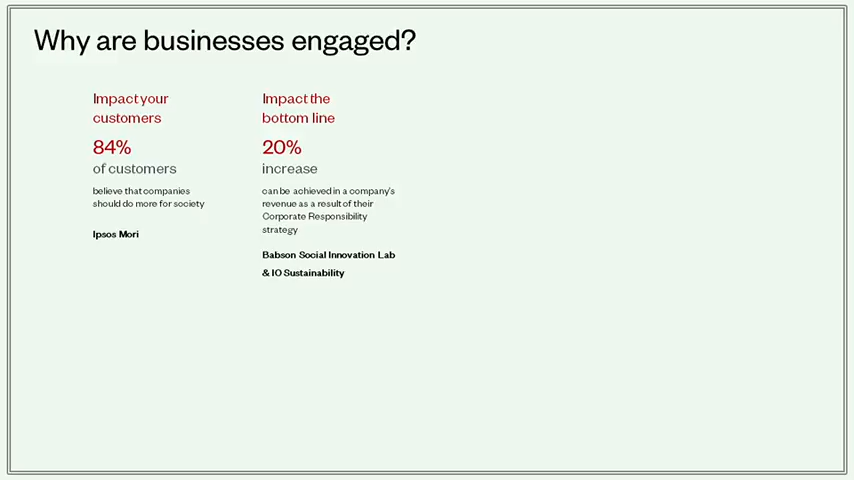 Why are businesses engaged?
Impact your
customers
84%
of customers
believe that companies
should do more for society
Ipsos Mori
Impact the
bottom line
20%
increase
can be achieved in a company's
revenue as a result of their
Corporate Responsibility
strategy
Babson Social Innovation Lab
& IO Sustainability